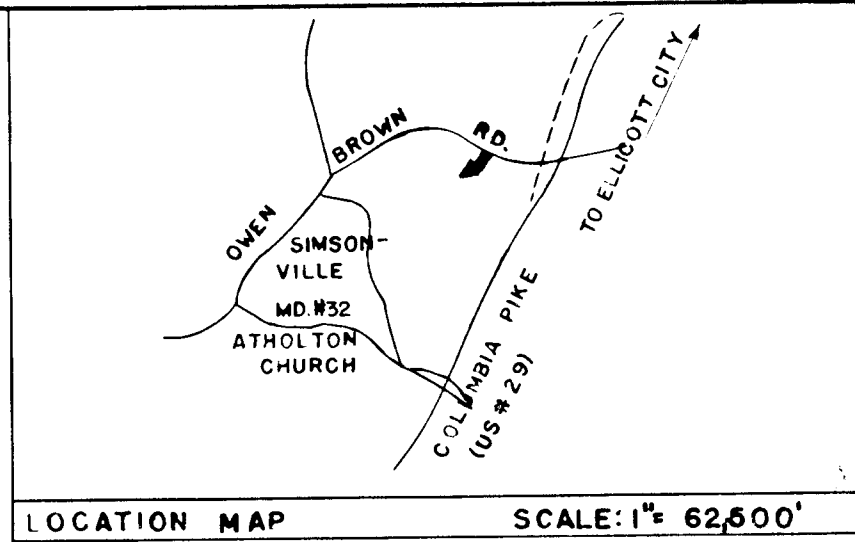 OWEN BROWN RD.
TO ELLICOTT CITY
SIMSON-
VILLE
MD.#32
ATHOLTON
CHURCH
COLUMBIA PIKE
(US # 29)
LOCATION MAP
SCALE: 1"= 62,500'